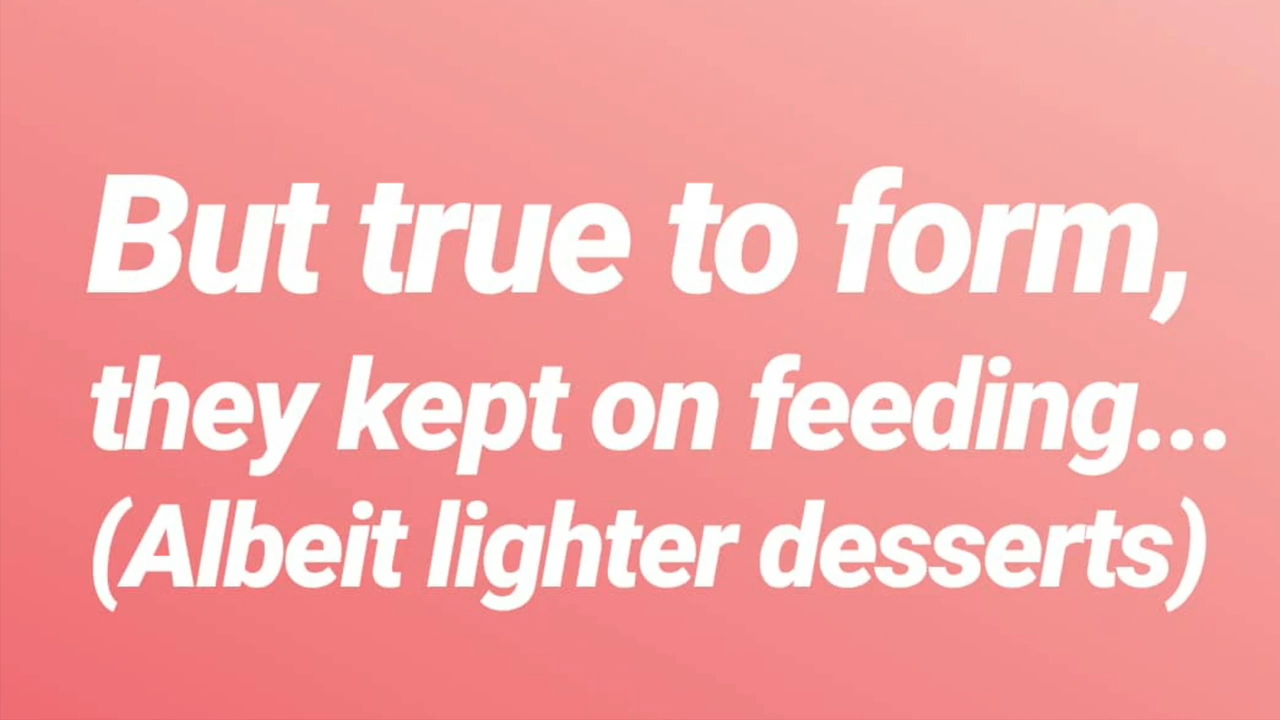 But true to form,
they kept on feeding...
(Albeit lighter desserts)